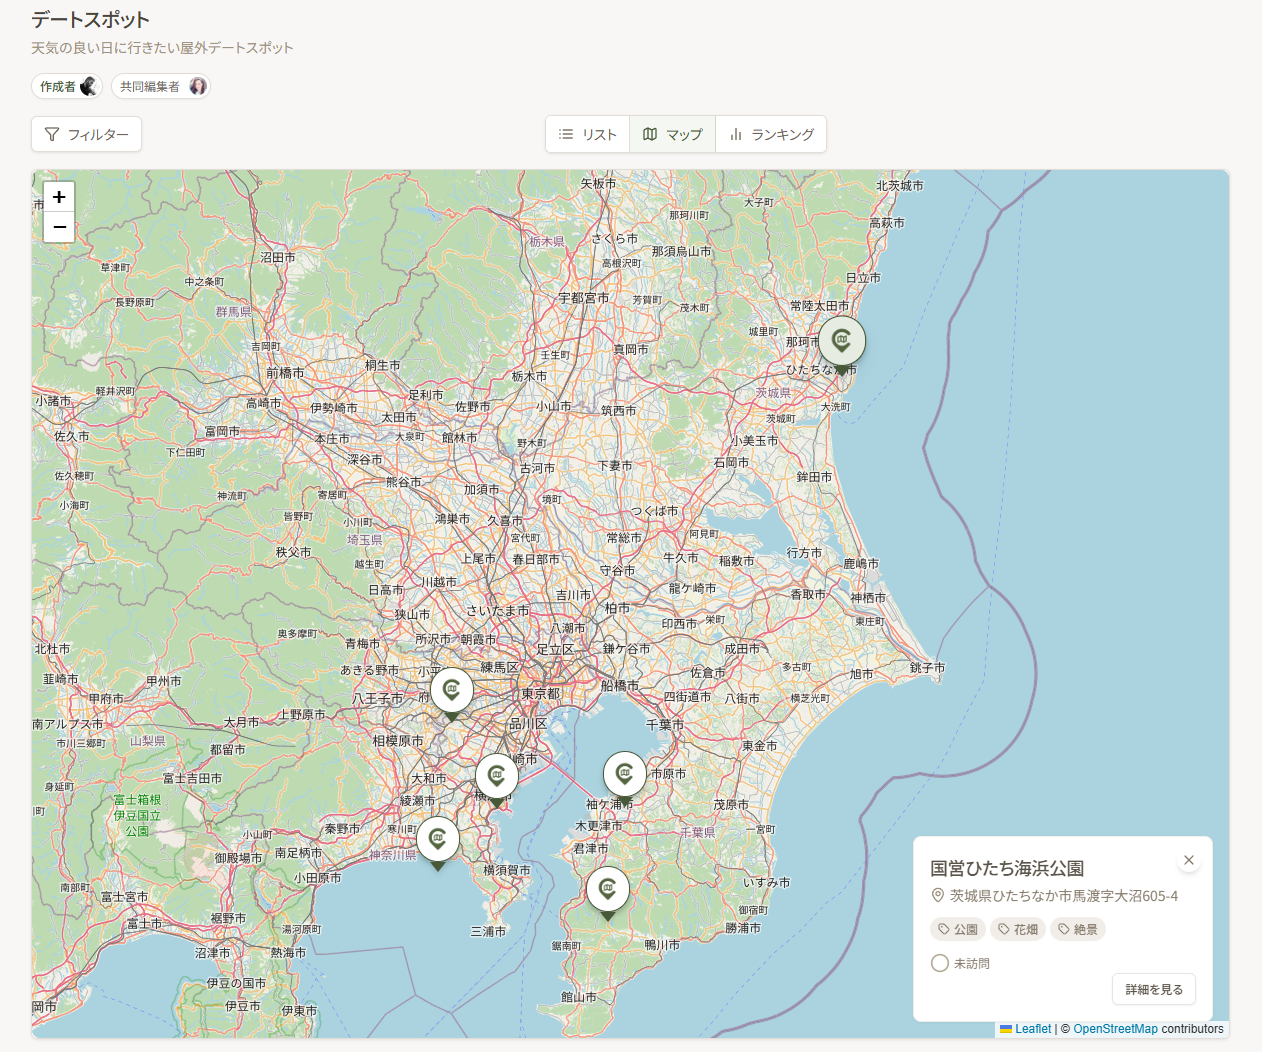 デートスポット
天気の良い日に行きたい屋外デートスポット
作成者
共同編集者
フィルター
リスト
マップ
ランキング
+
−
矢板市
大子町
北茨城市
那珂川町
高萩市
栃木県
さくら市
那須烏山市
高根沢町
沼田市
草津町
中之条町
日立市
長野原町
宇都宮市
芳賀町
茂木町
常陸太田市
群馬県
城里町
那珂市
吉岡町
壬生町
真岡市
桐生市
前橋市
栃木市
ひたちなか市
軽井沢町
足利市
茨城県
小諸市
高崎市
伊勢崎市
太田市
佐野市
小山市
筑西市
大洗町
茨城町
佐久市
富岡市
本庄市
大泉町
館林市
野木町
小美玉市
下仁田町
深谷市
古河市
下妻市
石岡市
佐久穂町
熊谷市
加須市
鉾田市
小海町
神流町
寄居町
境町
皆野町
小川町
鴻巣市
久喜市
つくば市
埼玉県
宮代町
常総市
阿見町
秩父市
越生町
上尾市
春日部市
守谷市
牛久市
稲敷市
行方市
鹿嶋市
日高市
川越市
吉川市
柏市
龍ケ崎市
香取市
神栖市
狭山市
さいたま市
印西市
栄町
東庄町
奥多摩町
青梅市
所沢市
朝霞市
八潮市
足立区
鎌ケ谷市
成田市
北杜市
あきる野市
小平
練馬区
多古町
銚子市
韮崎市
甲州市
船橋市
佐倉市
旭市
甲府市
八王子市
府
東京都
四街道市
八街市
横芝光町
南アルプス市
大月市
上野原市
品川区
千葉市
市川三郷町
山梨県
都留市
相模原市
東金市
富士吉田市
大和市
崎市
市原市
身延町
富士箱根
伊豆国立
公園
綾瀬市
袖ケ浦市
茂原市
小山町
秦野市
寒川町
木更津市
千葉県
一宮町
御殿場市
南足柄市
神奈川県
君津市
小田原市
横須賀市
いすみ市
南部町
富士宮市
御宿町
富士市
裾野市
湯河原町
三浦市
勝浦市
沼津市
熱海市
鋸南町
鴨川市
伊豆の国市
館山市
伊豆市
伊東市
岡市
国営ひたち海浜公園
茨城県ひたちなか市馬渡字大沼605-4
公園
花畑
絶景
未訪問
詳細を見る
Leaflet | © OpenStreetMap contributors